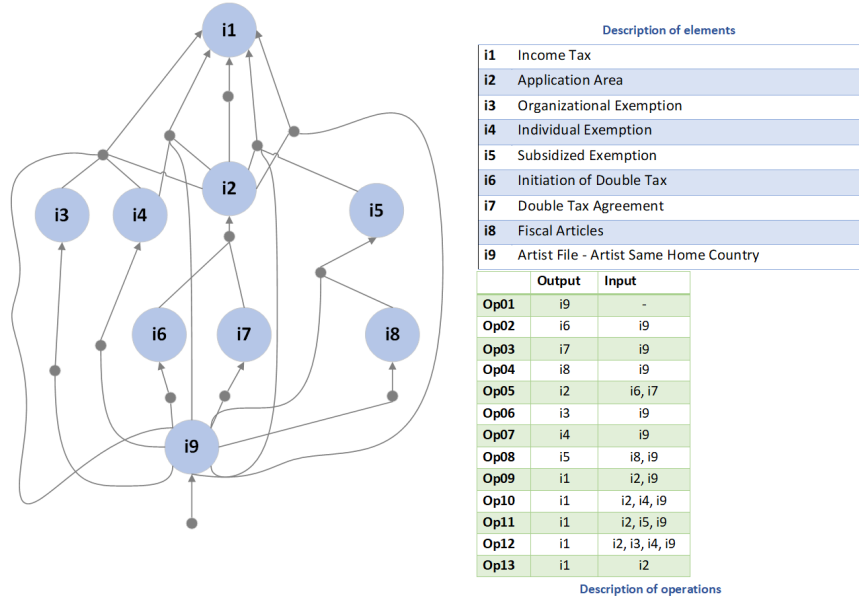 i1
i2
i3
i4
i5
i6
i7
i8
i9
Description of elements
i1 Income Tax
i2 Application Area
i3 Organizational Exemption
i4 Individual Exemption
i5 Subsidized Exemption
i6 Initiation of Double Tax
i7 Double Tax Agreement
i8 Fiscal Articles
i9 Artist File - Artist Same Home Country
Output Input
Op01 i9 -
Op02 i6 i9
Op03 i7 i9
Op04 i8 i9
Op05 i2 i6, i7
Op06 i3 i9
Op07 i4 i9
Op08 i5 i8, i9
Op09 i1 i2, i9
Op10 i1 i2, i4, i9
Op11 i1 i2, i5, i9
Op12 i1 i2, i3, i4, i9
Op13 i1 i2
Description of operations